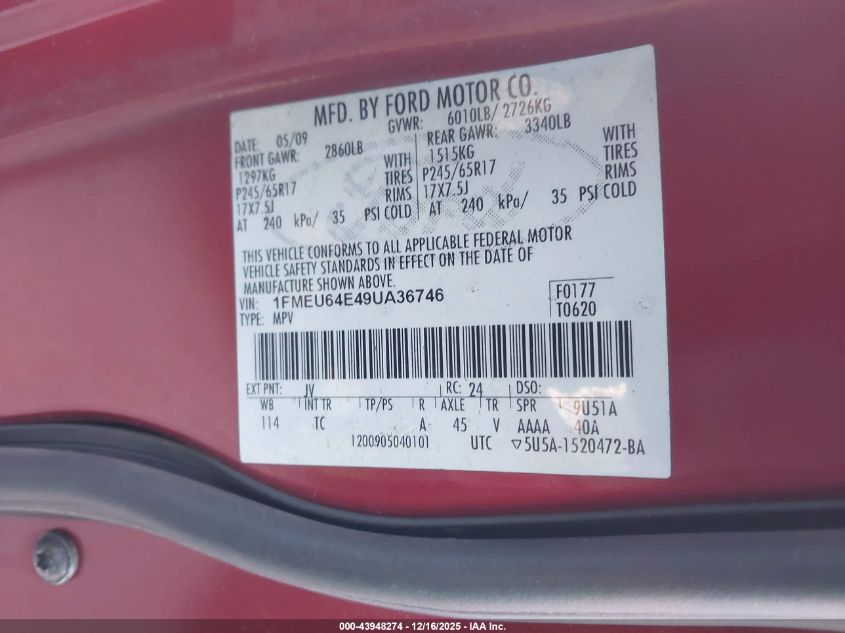 MFD. BY FORD MOTOR CO.
DATE: 05/09 GVWR: 6010LB/ 2726KG
FRONT GAWR: 2860LB REAR GAWR: 3340LB
1297KG WITH 1515KG WITH
P245/65R17 TIRES P245/65R17 TIRES
17X7.5J RIMS 17X7.5J RIMS
AT 240 kPa/ 35 PSI COLD AT 240 kPa/ 35 PSI COLD
THIS VEHICLE CONFORMS TO ALL APPLICABLE FEDERAL MOTOR
VEHICLE SAFETY STANDARDS IN EFFECT ON THE DATE OF
MANUFACTURE SHOWN ABOVE.
VIN: 1FMEU64E49UA36746 F0177
TYPE: MPV T0620
EXT PNT: JV RC: 24 DSO:
WB INT TR TP/PS R AXLE TR SPR 9U51A
114 TC A 45 V AAAA 40A
1200905040101 UTC ▽5U5A-1520472-BA
000-43948274 - 12/16/2025 - IAA Inc.